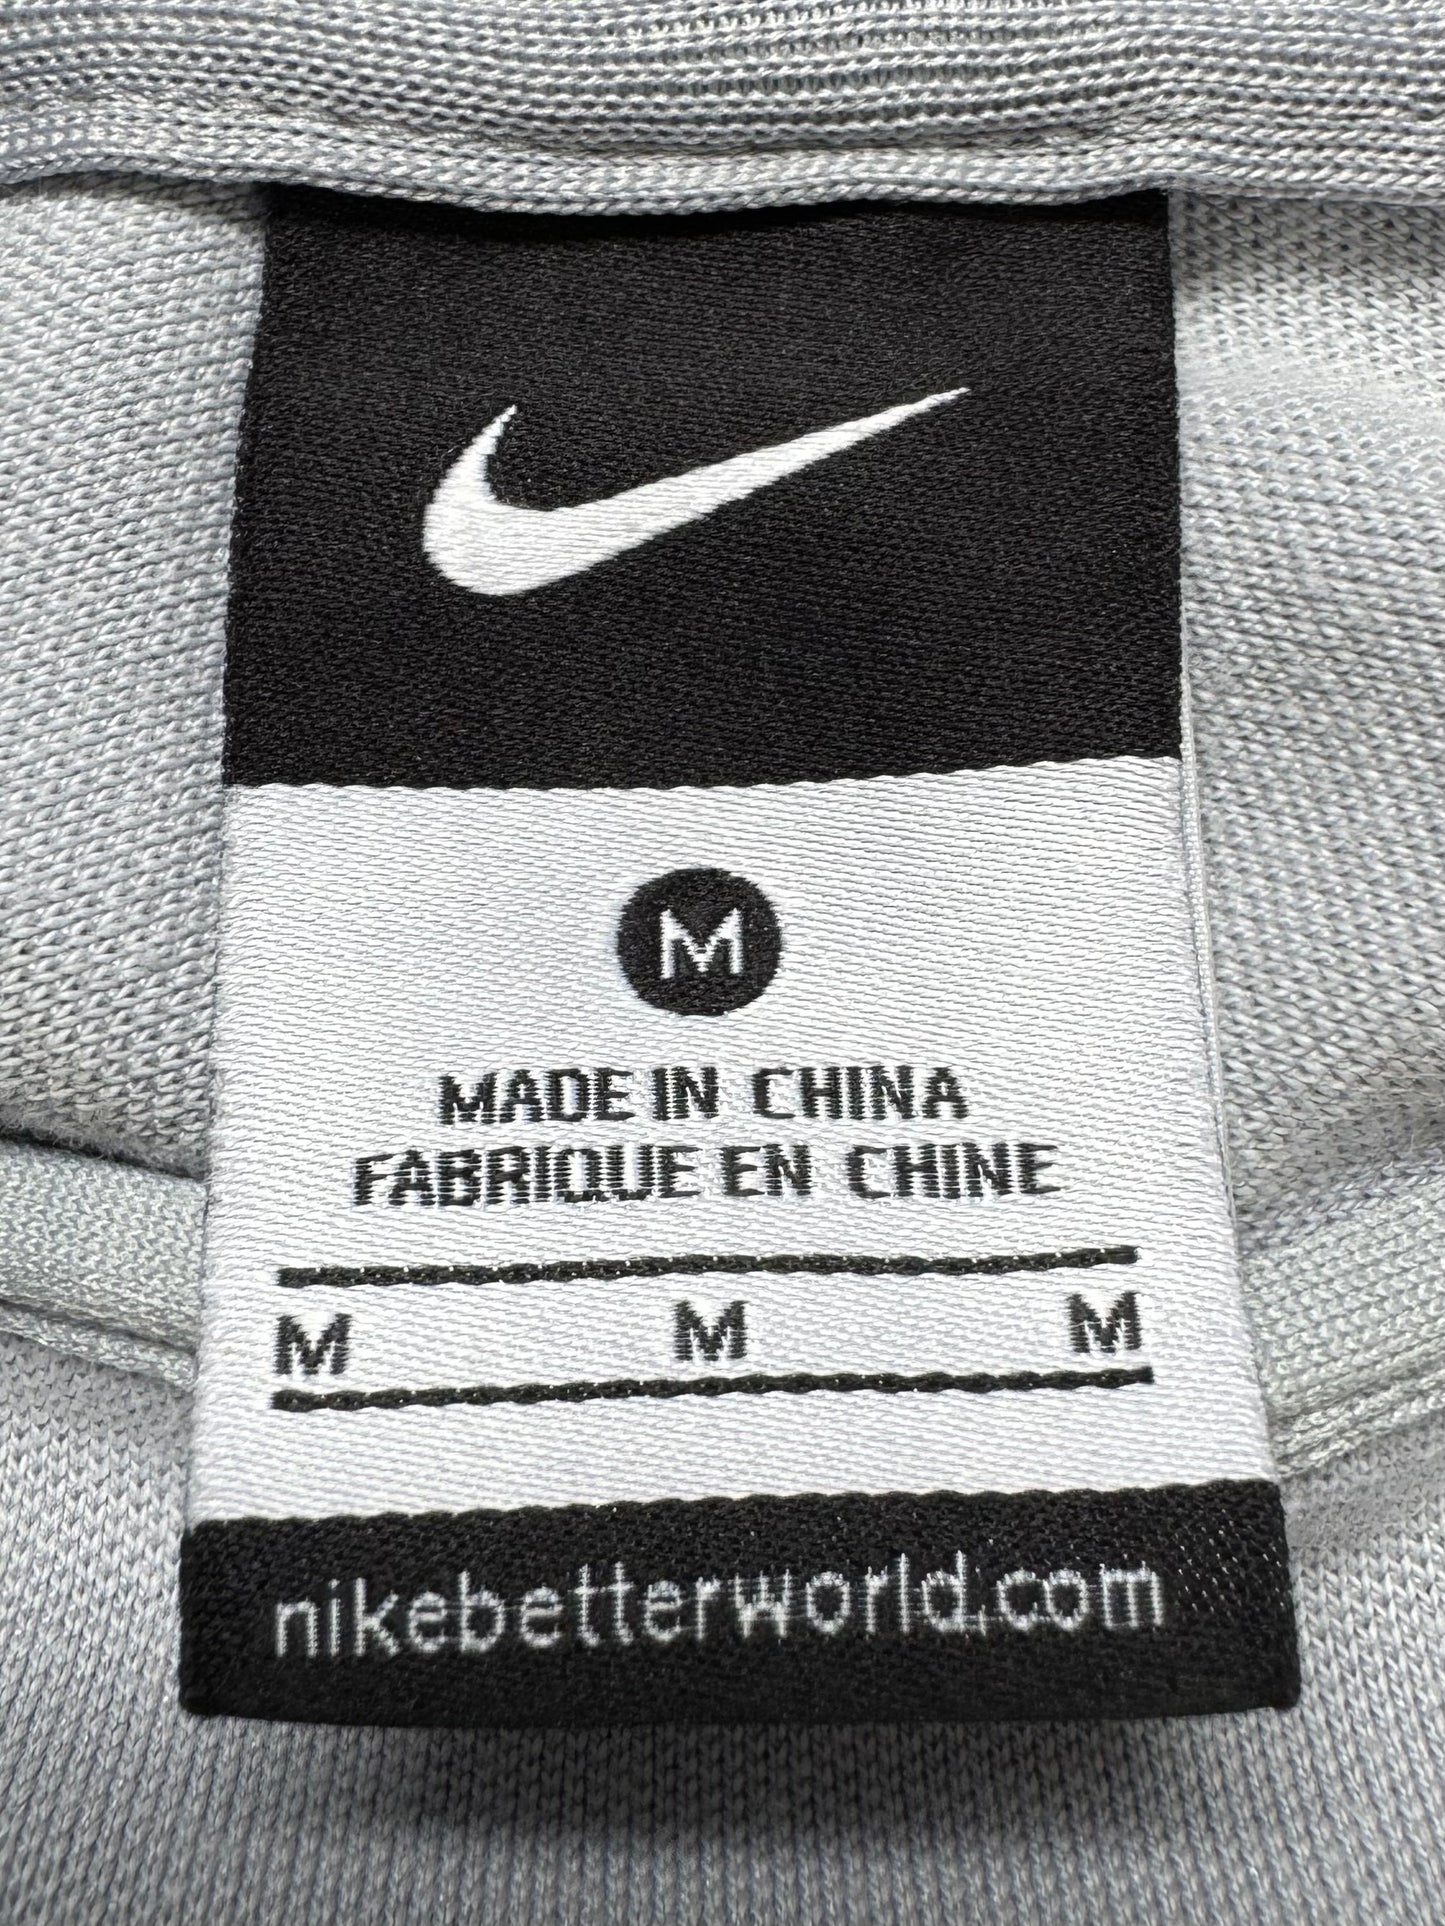 M
MADE IN CHINA
FABRIQUE EN CHINE
M M M
nikebetterworld.com